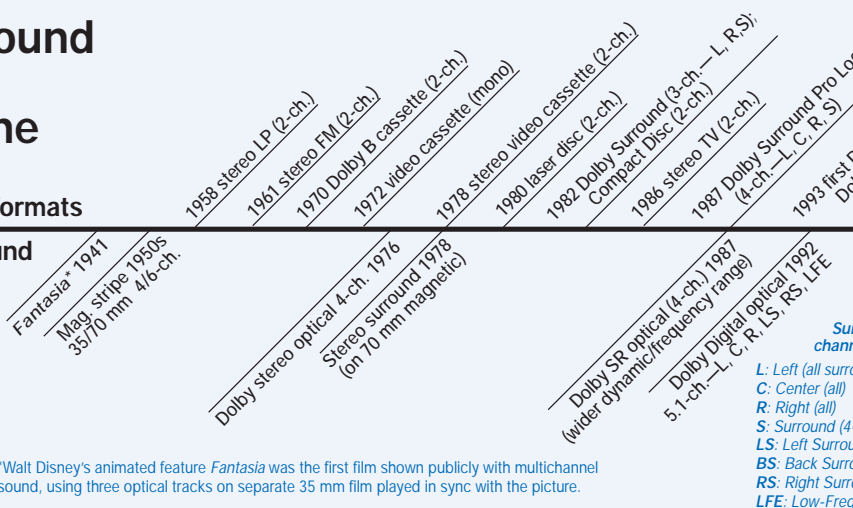 ound
ne
ormats
und
1958 stereo LP (2-ch.)
1961 stereo FM (2-ch.)
1970 Dolby B cassette (2-ch.)
1972 video cassette (mono)
1978 stereo video cassette (2-ch.)
1980 laser disc (2-ch.)
1982 Dolby Surround (3-ch.— L, R,S);
Compact Disc (2-ch.)
1986 stereo TV (2-ch.)
1987 Dolby Surround Pro Lo
(4-ch.—L, C, R, S)
1993 first D
Do
Fantasia* 1941
Mag. stripe 1950s
35/70 mm 4/6-ch.
Dolby stereo optical 4-ch. 1976
Stereo surround 1978
(on 70 mm magnetic)
Dolby SR optical (4-ch.) 1987
(wider dynamic/frequency range)
Dolby Digital optical 1992
5.1-ch.—L, C, R, LS, RS, LFE
Su
chann
L: Left (all surro
C: Center (all)
R: Right (all)
S: Surround (4-
LS: Left Surrou
BS: Back Surro
RS: Right Surro
LFE: Low-Freq
*Walt Disney's animated feature Fantasia was the first film shown publicly with multichannel
sound, using three optical tracks on separate 35 mm film played in sync with the picture.